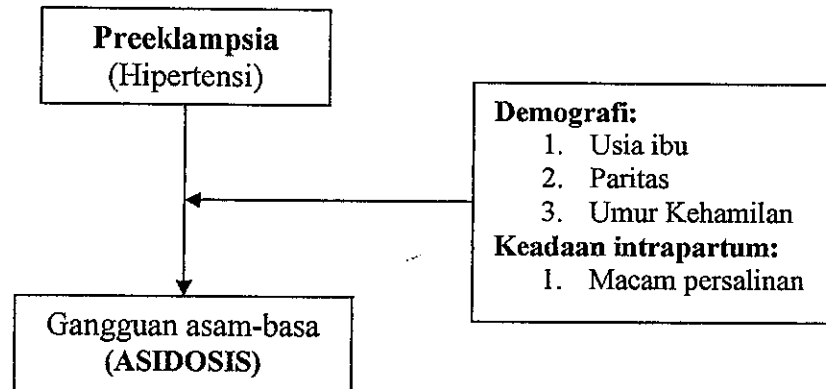 Preeklampsia
(Hipertensi)
Demografi:
1. Usia ibu
2. Paritas
3. Umur Kehamilan
Keadaan intrapartum:
1. Macam persalinan
Gangguan asam-basa
(ASIDOSIS)